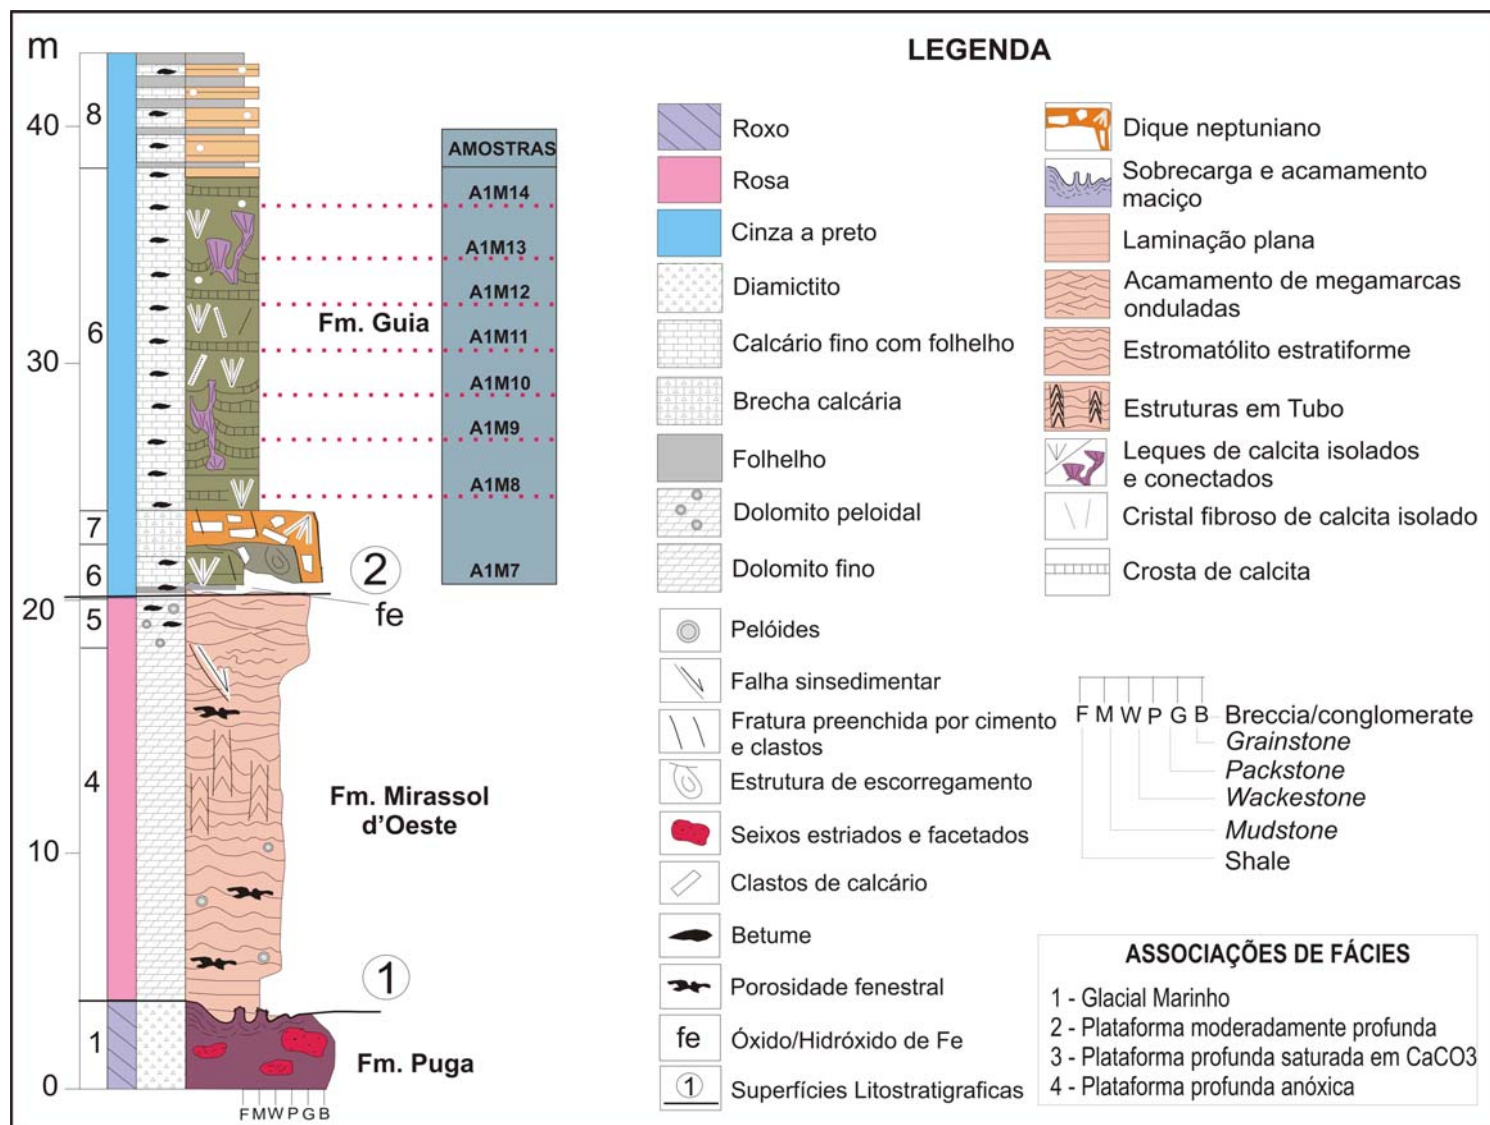 m
LEGENDA
40
30
20
10
0
8
6
7
6
5
4
1
AMOSTRAS
A1M14
A1M13
A1M12
A1M11
A1M10
A1M9
A1M8
A1M7
Fm. Guia
2
fe
Fm. Mirassol
d’Oeste
1
Fm. Puga
F M W P G B
Roxo
Rosa
Cinza a preto
Diamictito
Calcário fino com folhelho
Brecha calcária
Folhelho
Dolomito peloidal
Dolomito fino
Pelóides
Falha sinsedimentar
Fratura preenchida por cimento
e clastos
Estrutura de escorregamento
Seixos estriados e facetados
Clastos de calcário
Betume
Porosidade fenestral
fe Óxido/Hidróxido de Fe
1 Superfícies Litostratigraficas
Dique neptuniano
Sobrecarga e acamamento
maciço
Laminação plana
Acamamento de megamarcas
onduladas
Estromatólito estratiforme
Estruturas em Tubo
Leques de calcita isolados
e conectados
Cristal fibroso de calcita isolado
Crosta de calcita
F M W P G B Breccia/conglomerate
Grainstone
Packstone
Wackestone
Mudstone
Shale
ASSOCIAÇÕES DE FÁCIES
1 - Glacial Marinho
2 - Plataforma moderadamente profunda
3 - Plataforma profunda saturada em CaCO3
4 - Plataforma profunda anóxica